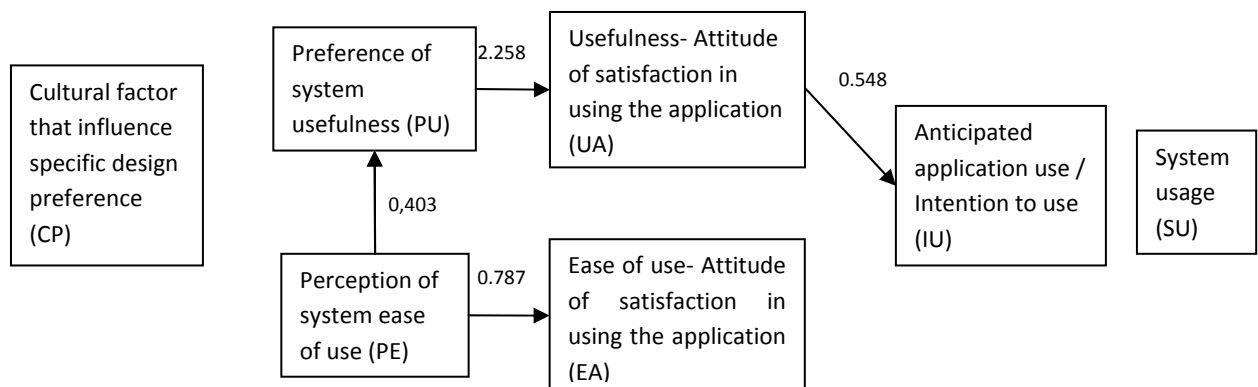 Cultural factor
that influence
specific design
preference
(CP)
Preference of
system
usefulness (PU)
2.258
Usefulness- Attitude
of satisfaction in
using the application
(UA)
0.548
Anticipated
application use /
Intention to use
(IU)
System
usage
(SU)
0,403
Perception of
system ease
of use (PE)
0.787
Ease of use- Attitude
of satisfaction in
using the application
(EA)